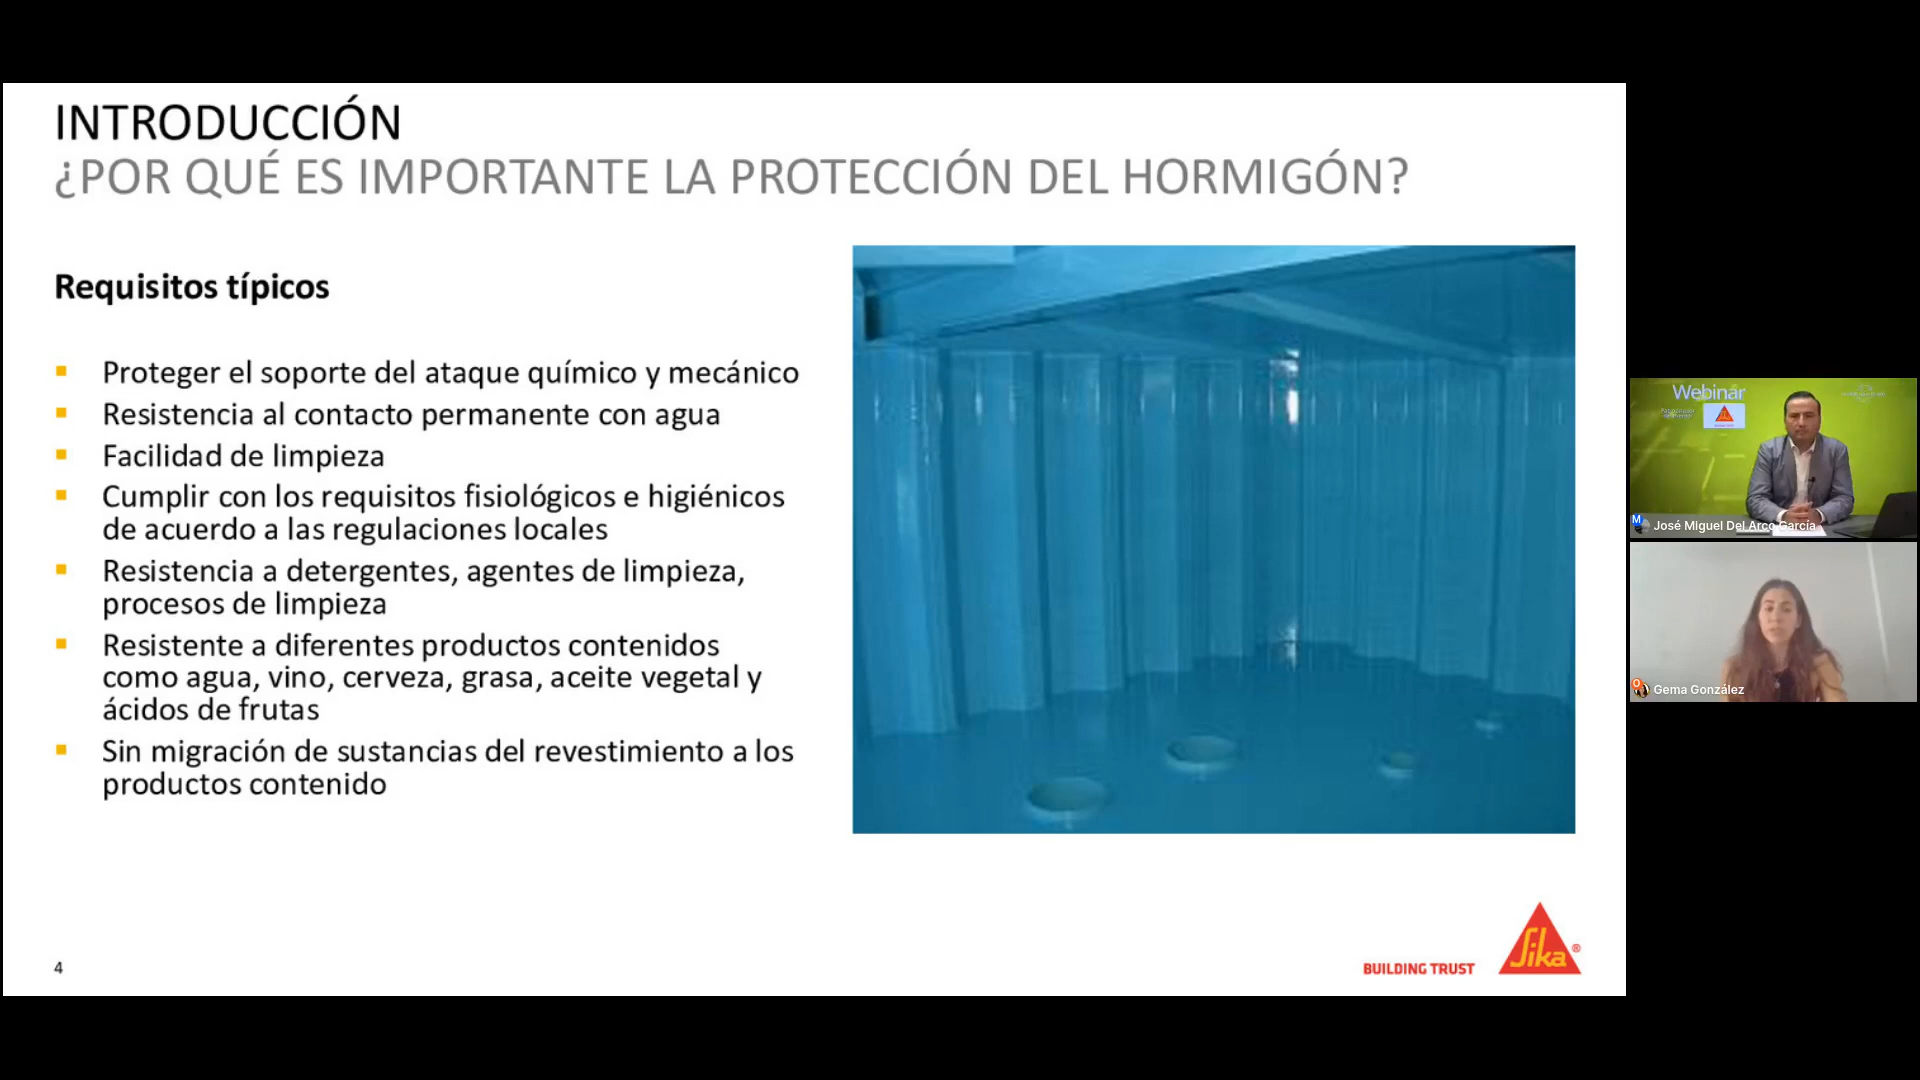 INTRODUCCIÓN
¿POR QUÉ ES IMPORTANTE LA PROTECCIÓN DEL HORMIGÓN?
Requisitos típicos
Proteger el soporte del ataque químico y mecánico
Resistencia al contacto permanente con agua
Facilidad de limpieza
Cumplir con los requisitos fisiológicos e higiénicos
de acuerdo a las regulaciones locales
Resistencia a detergentes, agentes de limpieza,
procesos de limpieza
Resistente a diferentes productos contenidos
como agua, vino, cerveza, grasa, aceite vegetal y
ácidos de frutas
Sin migración de sustancias del revestimiento a los
productos contenido
4
BUILDING TRUST
Sika®
Webinar
M
José Miguel Del Arco García
Gema González